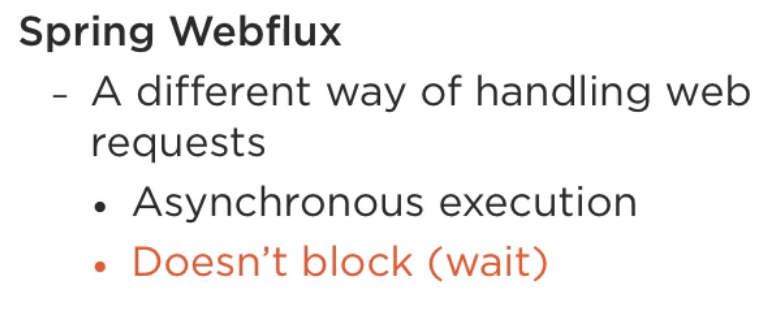 Spring Webflux
- A different way of handling web
requests
• Asynchronous execution
• Doesn't block (wait)